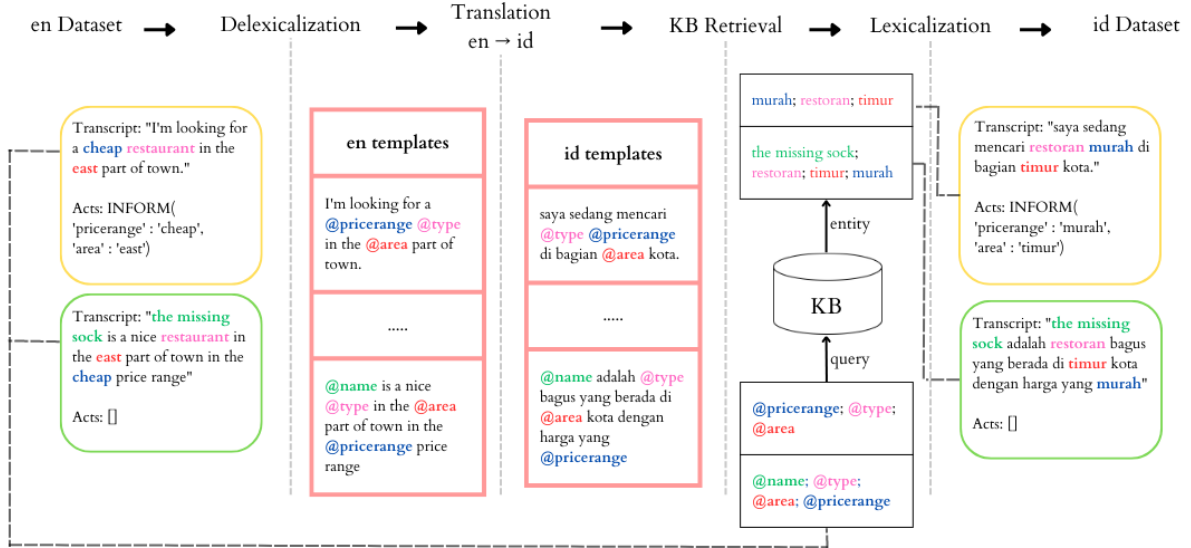 en Dataset
Delexicalization
Translation
en → id
KB Retrieval
Lexicalization
id Dataset
Transcript: "I'm looking for
a cheap restaurant in the
east part of town."
Acts: INFORM(
'pricerange' : 'cheap',
'area' : 'east')
Transcript: "the missing
sock is a nice restaurant in
the east part of town in the
cheap price range"
Acts: []
en templates
I'm looking for a
@pricerange @type
in the @area part of
town.
.....
@name is a nice
@type in the @area
part of town in the
@pricerange price
range
id templates
saya sedang mencari
@type @pricerange
di bagian @area kota.
.....
@name adalah @type
bagus yang berada di
@area kota dengan
harga yang
@pricerange
murah; restoran; timur
the missing sock;
restoran; timur; murah
entity
KB
query
@pricerange; @type;
@area
@name; @type;
@area; @pricerange
Transcript: "saya sedang
mencari restoran murah di
bagian timur kota."
Acts: INFORM(
'pricerange' : 'murah',
'area' : 'timur')
Transcript: "the missing
sock adalah restoran bagus
yang berada di timur kota
dengan harga yang murah"
Acts: []